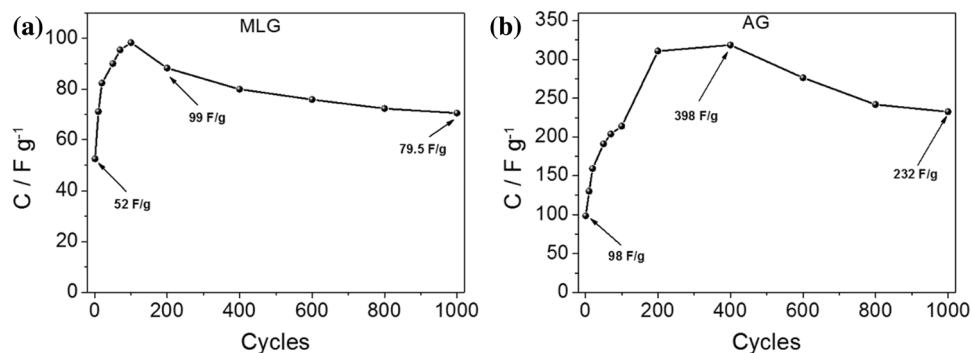 (a)
MLG
C / F g⁻¹
100
80
60
40
20
0
52 F/g
99 F/g
79.5 F/g
0 200 400 600 800 1000
Cycles
(b)
AG
C / F g⁻¹
350
300
250
200
150
100
50
0
98 F/g
398 F/g
232 F/g
0 200 400 600 800 1000
Cycles